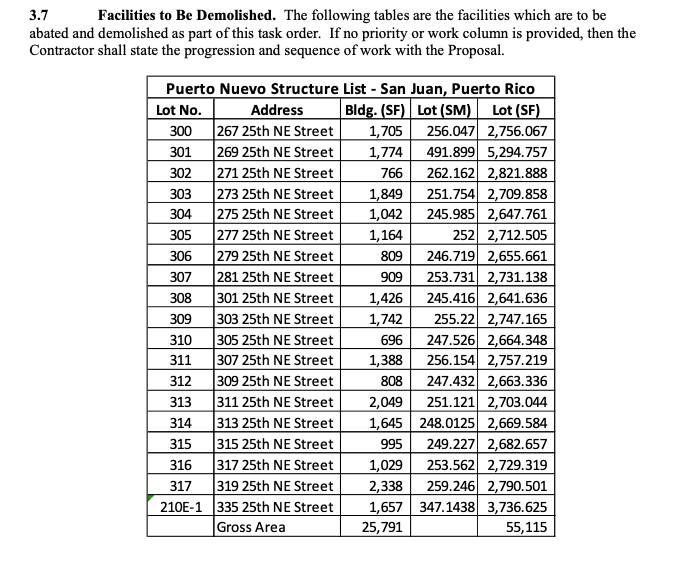 3.7 Facilities to Be Demolished. The following tables are the facilities which are to be
abated and demolished as part of this task order. If no priority or work column is provided, then the
Contractor shall state the progression and sequence of work with the Proposal.
Puerto Nuevo Structure List - San Juan, Puerto Rico
Lot No. Address Bldg. (SF) Lot (SM) Lot (SF)
300 267 25th NE Street 1,705 256.047 2,756.067
301 269 25th NE Street 1,774 491.899 5,294.757
302 271 25th NE Street 766 262.162 2,821.888
303 273 25th NE Street 1,849 251.754 2,709.858
304 275 25th NE Street 1,042 245.985 2,647.761
305 277 25th NE Street 1,164 252 2,712.505
306 279 25th NE Street 809 246.719 2,655.661
307 281 25th NE Street 909 253.731 2,731.138
308 301 25th NE Street 1,426 245.416 2,641.636
309 303 25th NE Street 1,742 255.22 2,747.165
310 305 25th NE Street 696 247.526 2,664.348
311 307 25th NE Street 1,388 256.154 2,757.219
312 309 25th NE Street 808 247.432 2,663.336
313 311 25th NE Street 2,049 251.121 2,703.044
314 313 25th NE Street 1,645 248.0125 2,669.584
315 315 25th NE Street 995 249.227 2,682.657
316 317 25th NE Street 1,029 253.562 2,729.319
317 319 25th NE Street 2,338 259.246 2,790.501
210E-1 335 25th NE Street 1,657 347.1438 3,736.625
Gross Area 25,791 55,115